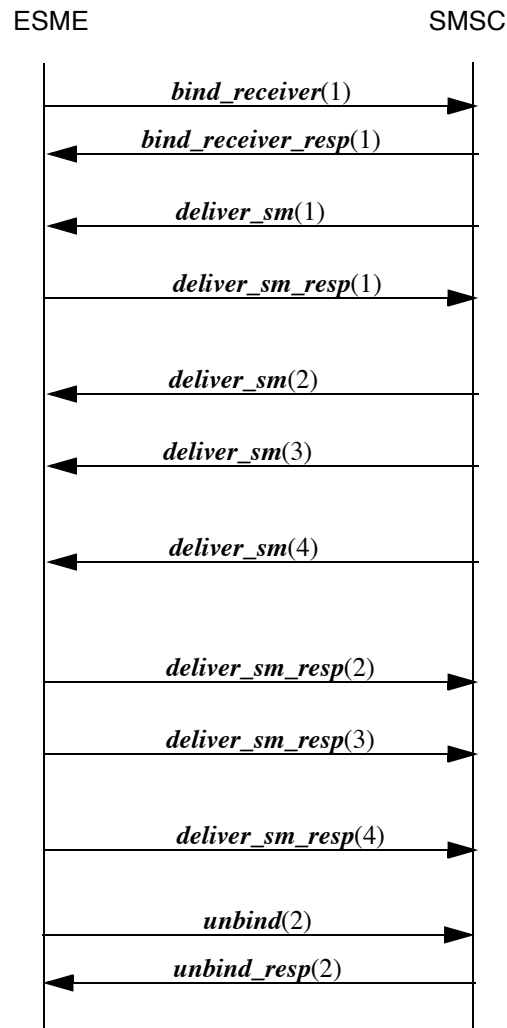 ESME SMSC
bind_receiver(1)
bind_receiver_resp(1)
deliver_sm(1)
deliver_sm_resp(1)
deliver_sm(2)
deliver_sm(3)
deliver_sm(4)
deliver_sm_resp(2)
deliver_sm_resp(3)
deliver_sm_resp(4)
unbind(2)
unbind_resp(2)